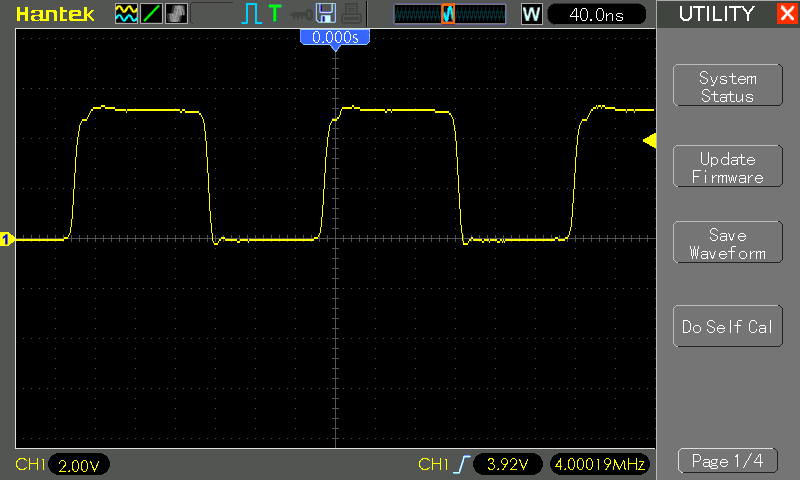 Hantek T W 40.0ns UTILITY
0.000s
System
Status
Update
Firmware
1
Save
Waveform
Do Self Cal
CH1 2.00V CH1 3.92V 4.00019MHz Page 1/4